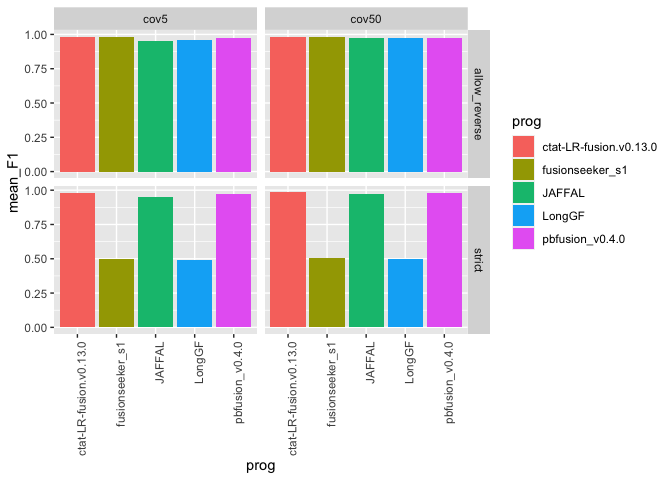 cov5
cov50
1.00
0.75
0.50
0.25
0.00
allow_reverse
1.00
0.75
0.50
0.25
0.00
strict
mean_F1
ctat-LR-fusion.v0.13.0
fusionseeker_s1
JAFFAL
LongGF
pbfusion_v0.4.0
ctat-LR-fusion.v0.13.0
fusionseeker_s1
JAFFAL
LongGF
pbfusion_v0.4.0
prog
prog
ctat-LR-fusion.v0.13.0
fusionseeker_s1
JAFFAL
LongGF
pbfusion_v0.4.0